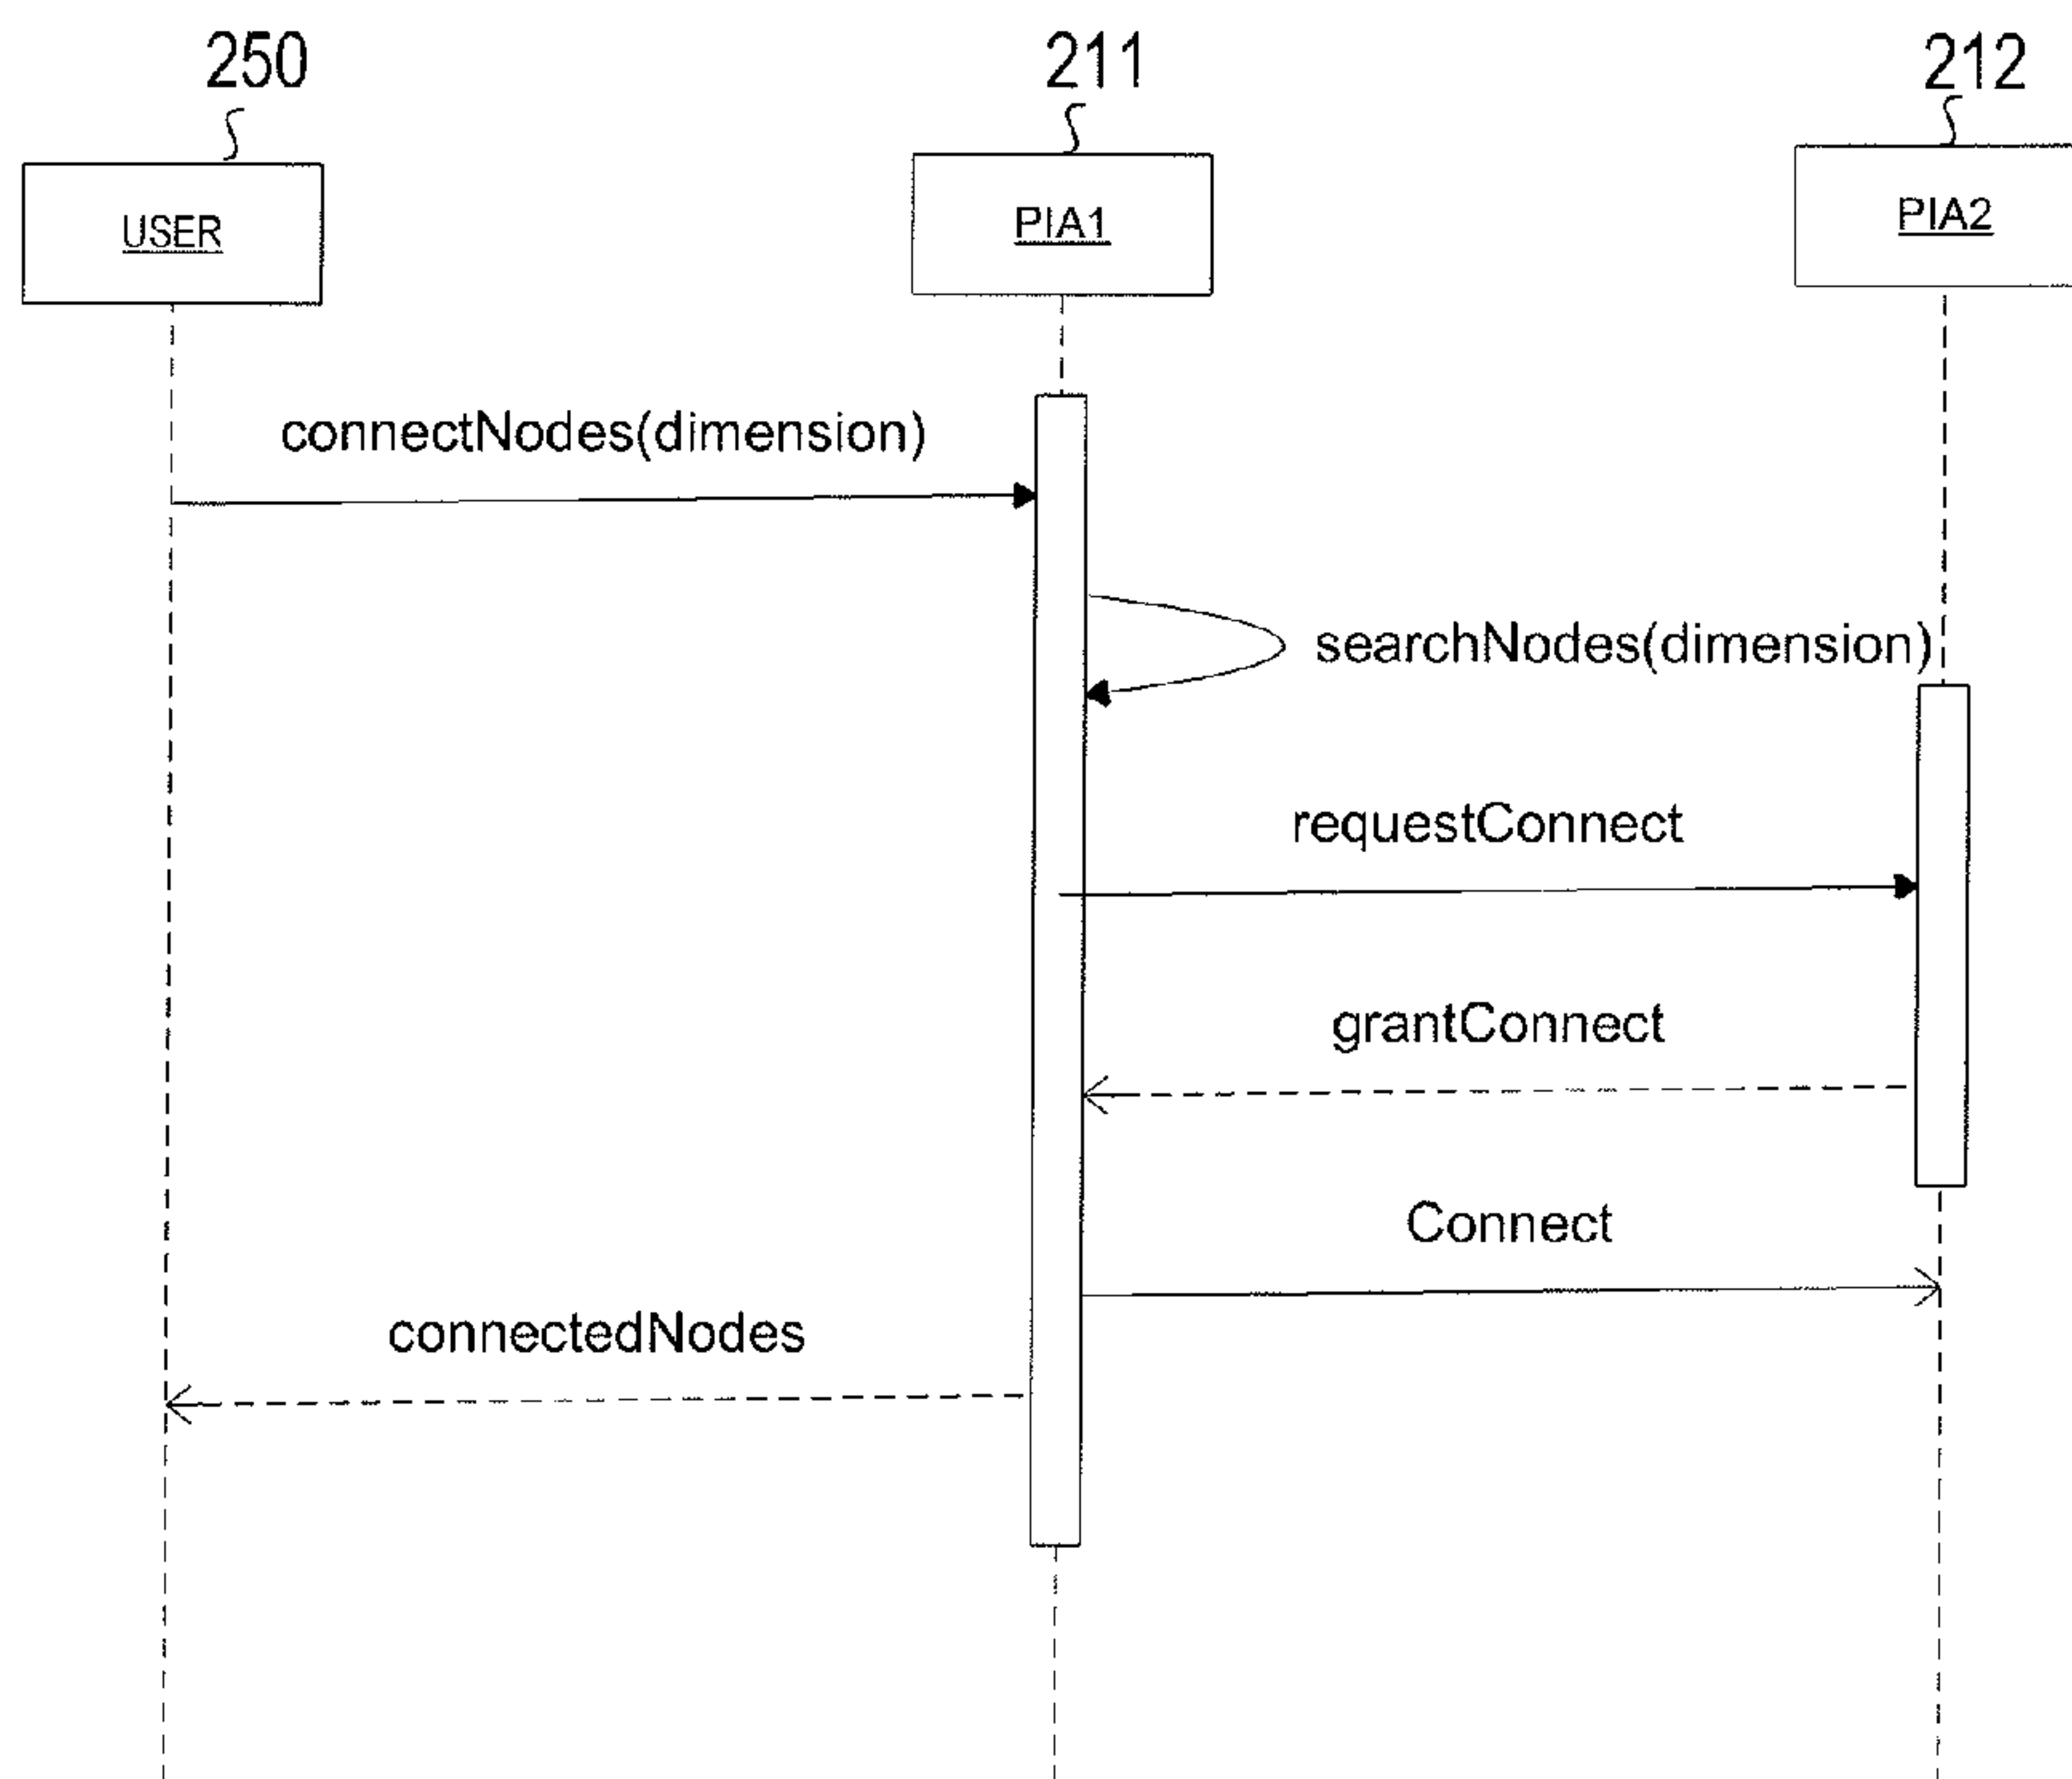 250
211
212
USER
PIA1
PIA2
connectNodes(dimension)
searchNodes(dimension)
requestConnect
grantConnect
Connect
connectedNodes